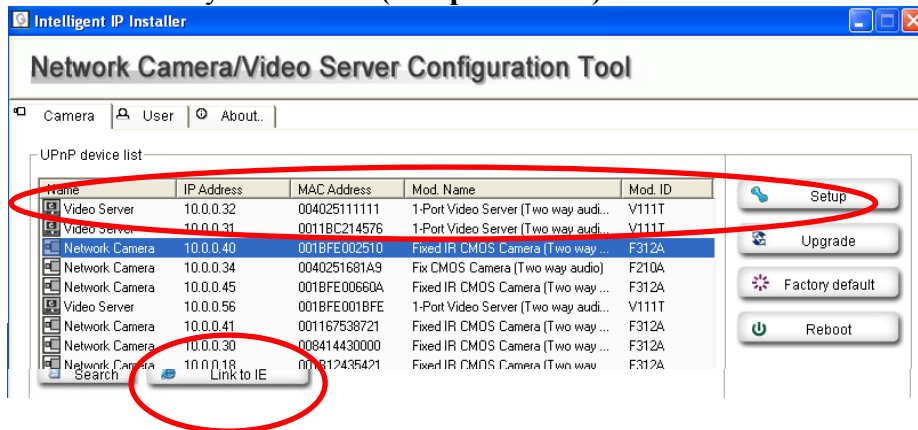 Intelligent IP Installer
Network Camera/Video Server Configuration Tool
Camera User About..
UPnP device list
Name IP Address MAC Address Mod. Name Mod. ID
Video Server 10.0.0.32 004025111111 1-Port Video Server (Two way audi... V111T
Video Server 10.0.0.31 0011BC214576 1-Port Video Server (Two way audi... V111T
Network Camera 10.0.0.40 001BFE002510 Fixed IR CMOS Camera (Two way ... F312A
Network Camera 10.0.0.34 0040251681A9 Fix CMOS Camera (Two way audio) F210A
Network Camera 10.0.0.45 001BFE00660A Fixed IR CMOS Camera (Two way ... F312A
Video Server 10.0.0.56 001BFE001BFE 1-Port Video Server (Two way audi... V111T
Network Camera 10.0.0.41 001167538721 Fixed IR CMOS Camera (Two way ... F312A
Network Camera 10.0.0.30 008414430000 Fixed IR CMOS Camera (Two way ... F312A
Network Camera 10.0.0.18 001B12435421 Fixed IR CMOS Camera (Two way F312A
Search Link to IE
Setup
Upgrade
Factory default
Reboot